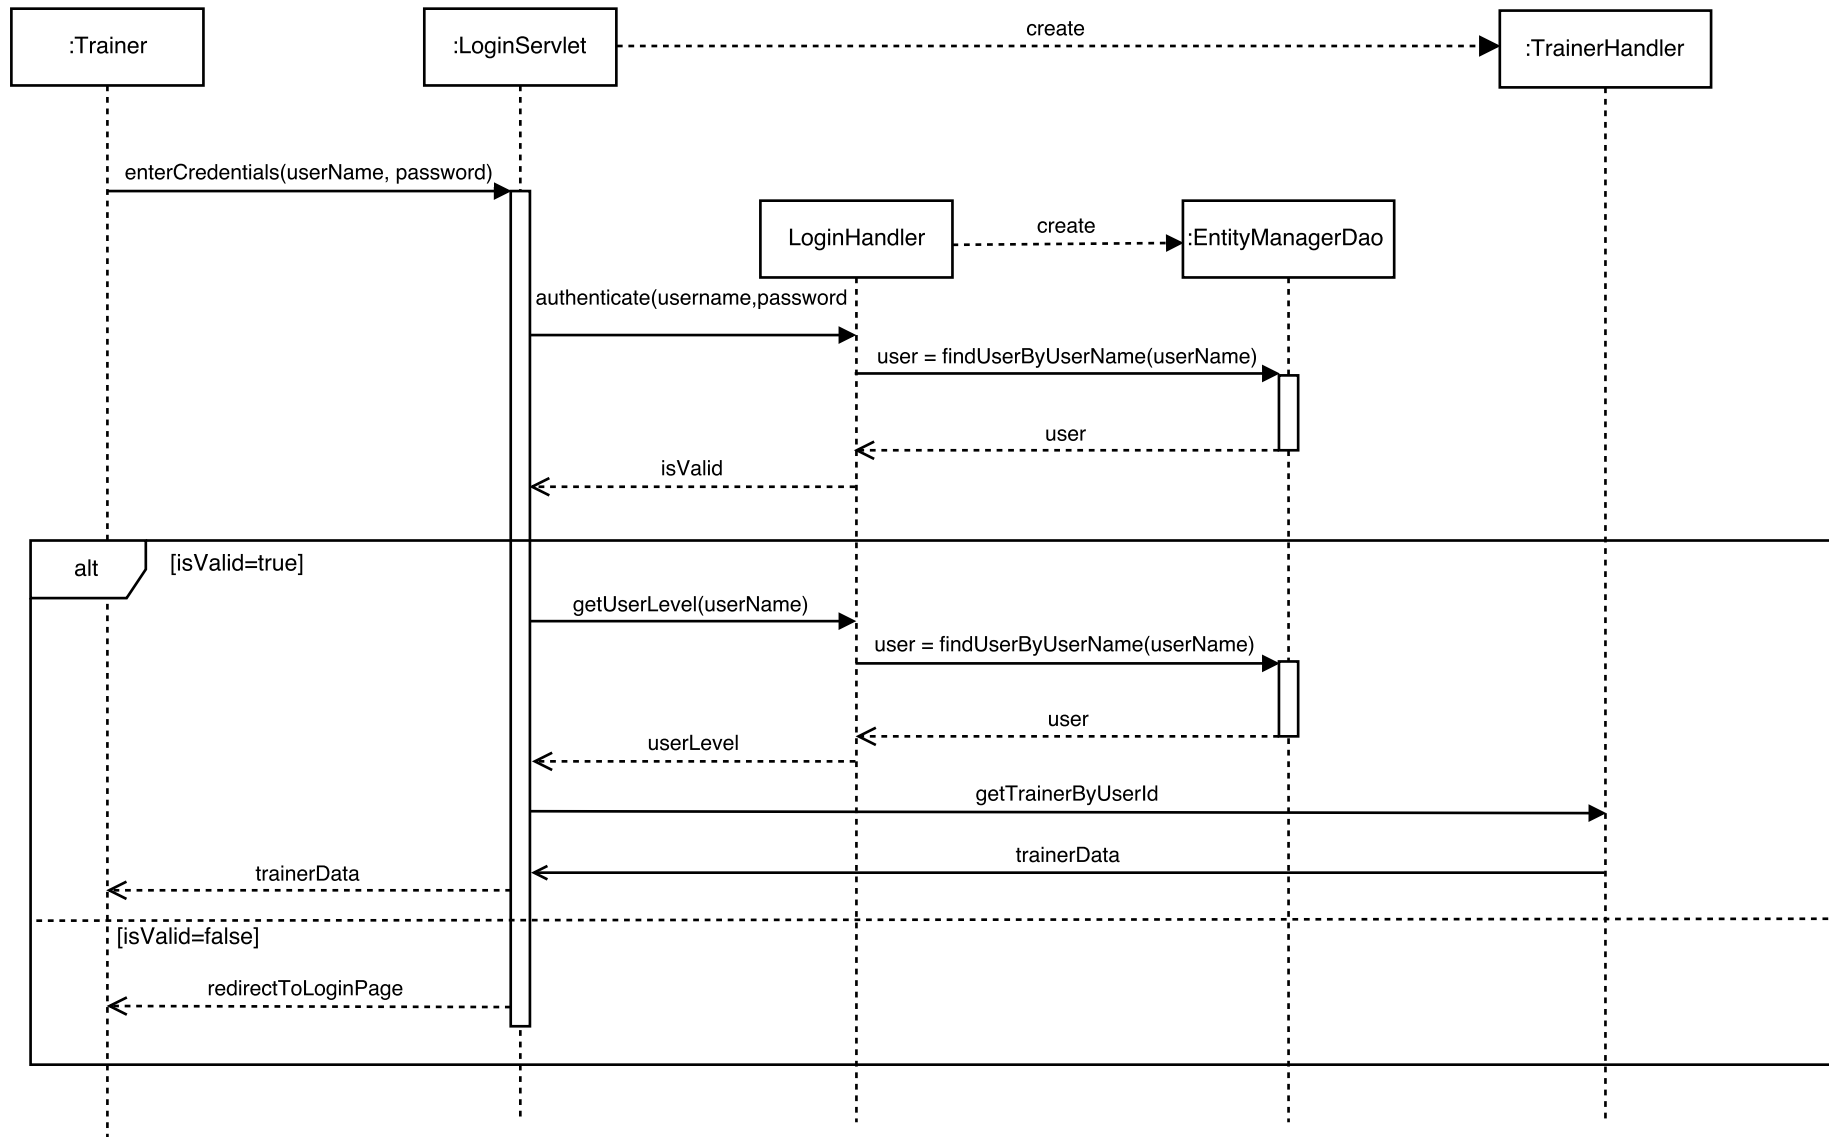 :Trainer
:LoginServlet
create
:TrainerHandler
enterCredentials(userName, password)
LoginHandler
create
:EntityManagerDao
authenticate(username,password
user = findUserByUserName(userName)
user
isValid
alt
[isValid=true]
getUserLevel(userName)
user = findUserByUserName(userName)
user
userLevel
getTrainerByUserId
trainerData
trainerData
[isValid=false]
redirectToLoginPage